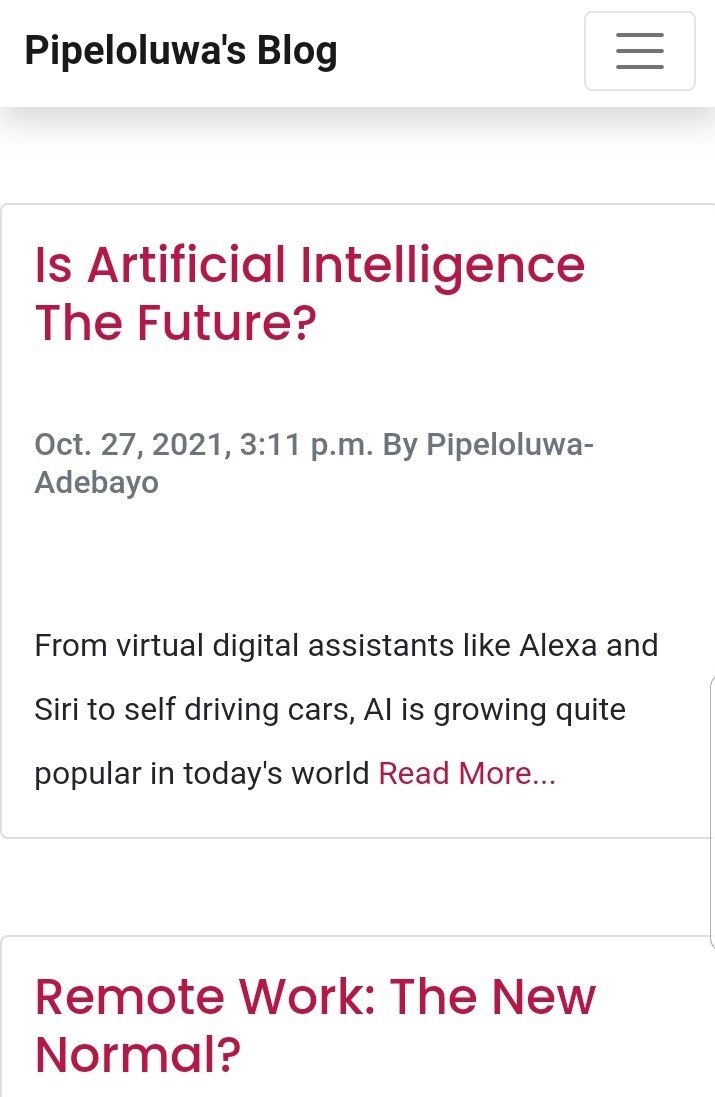 Pipeloluwa's Blog
Is Artificial Intelligence
The Future?
Oct. 27, 2021, 3:11 p.m. By Pipeloluwa-
Adebayo
From virtual digital assistants like Alexa and
Siri to self driving cars, AI is growing quite
popular in today's world Read More...
Remote Work: The New
Normal?